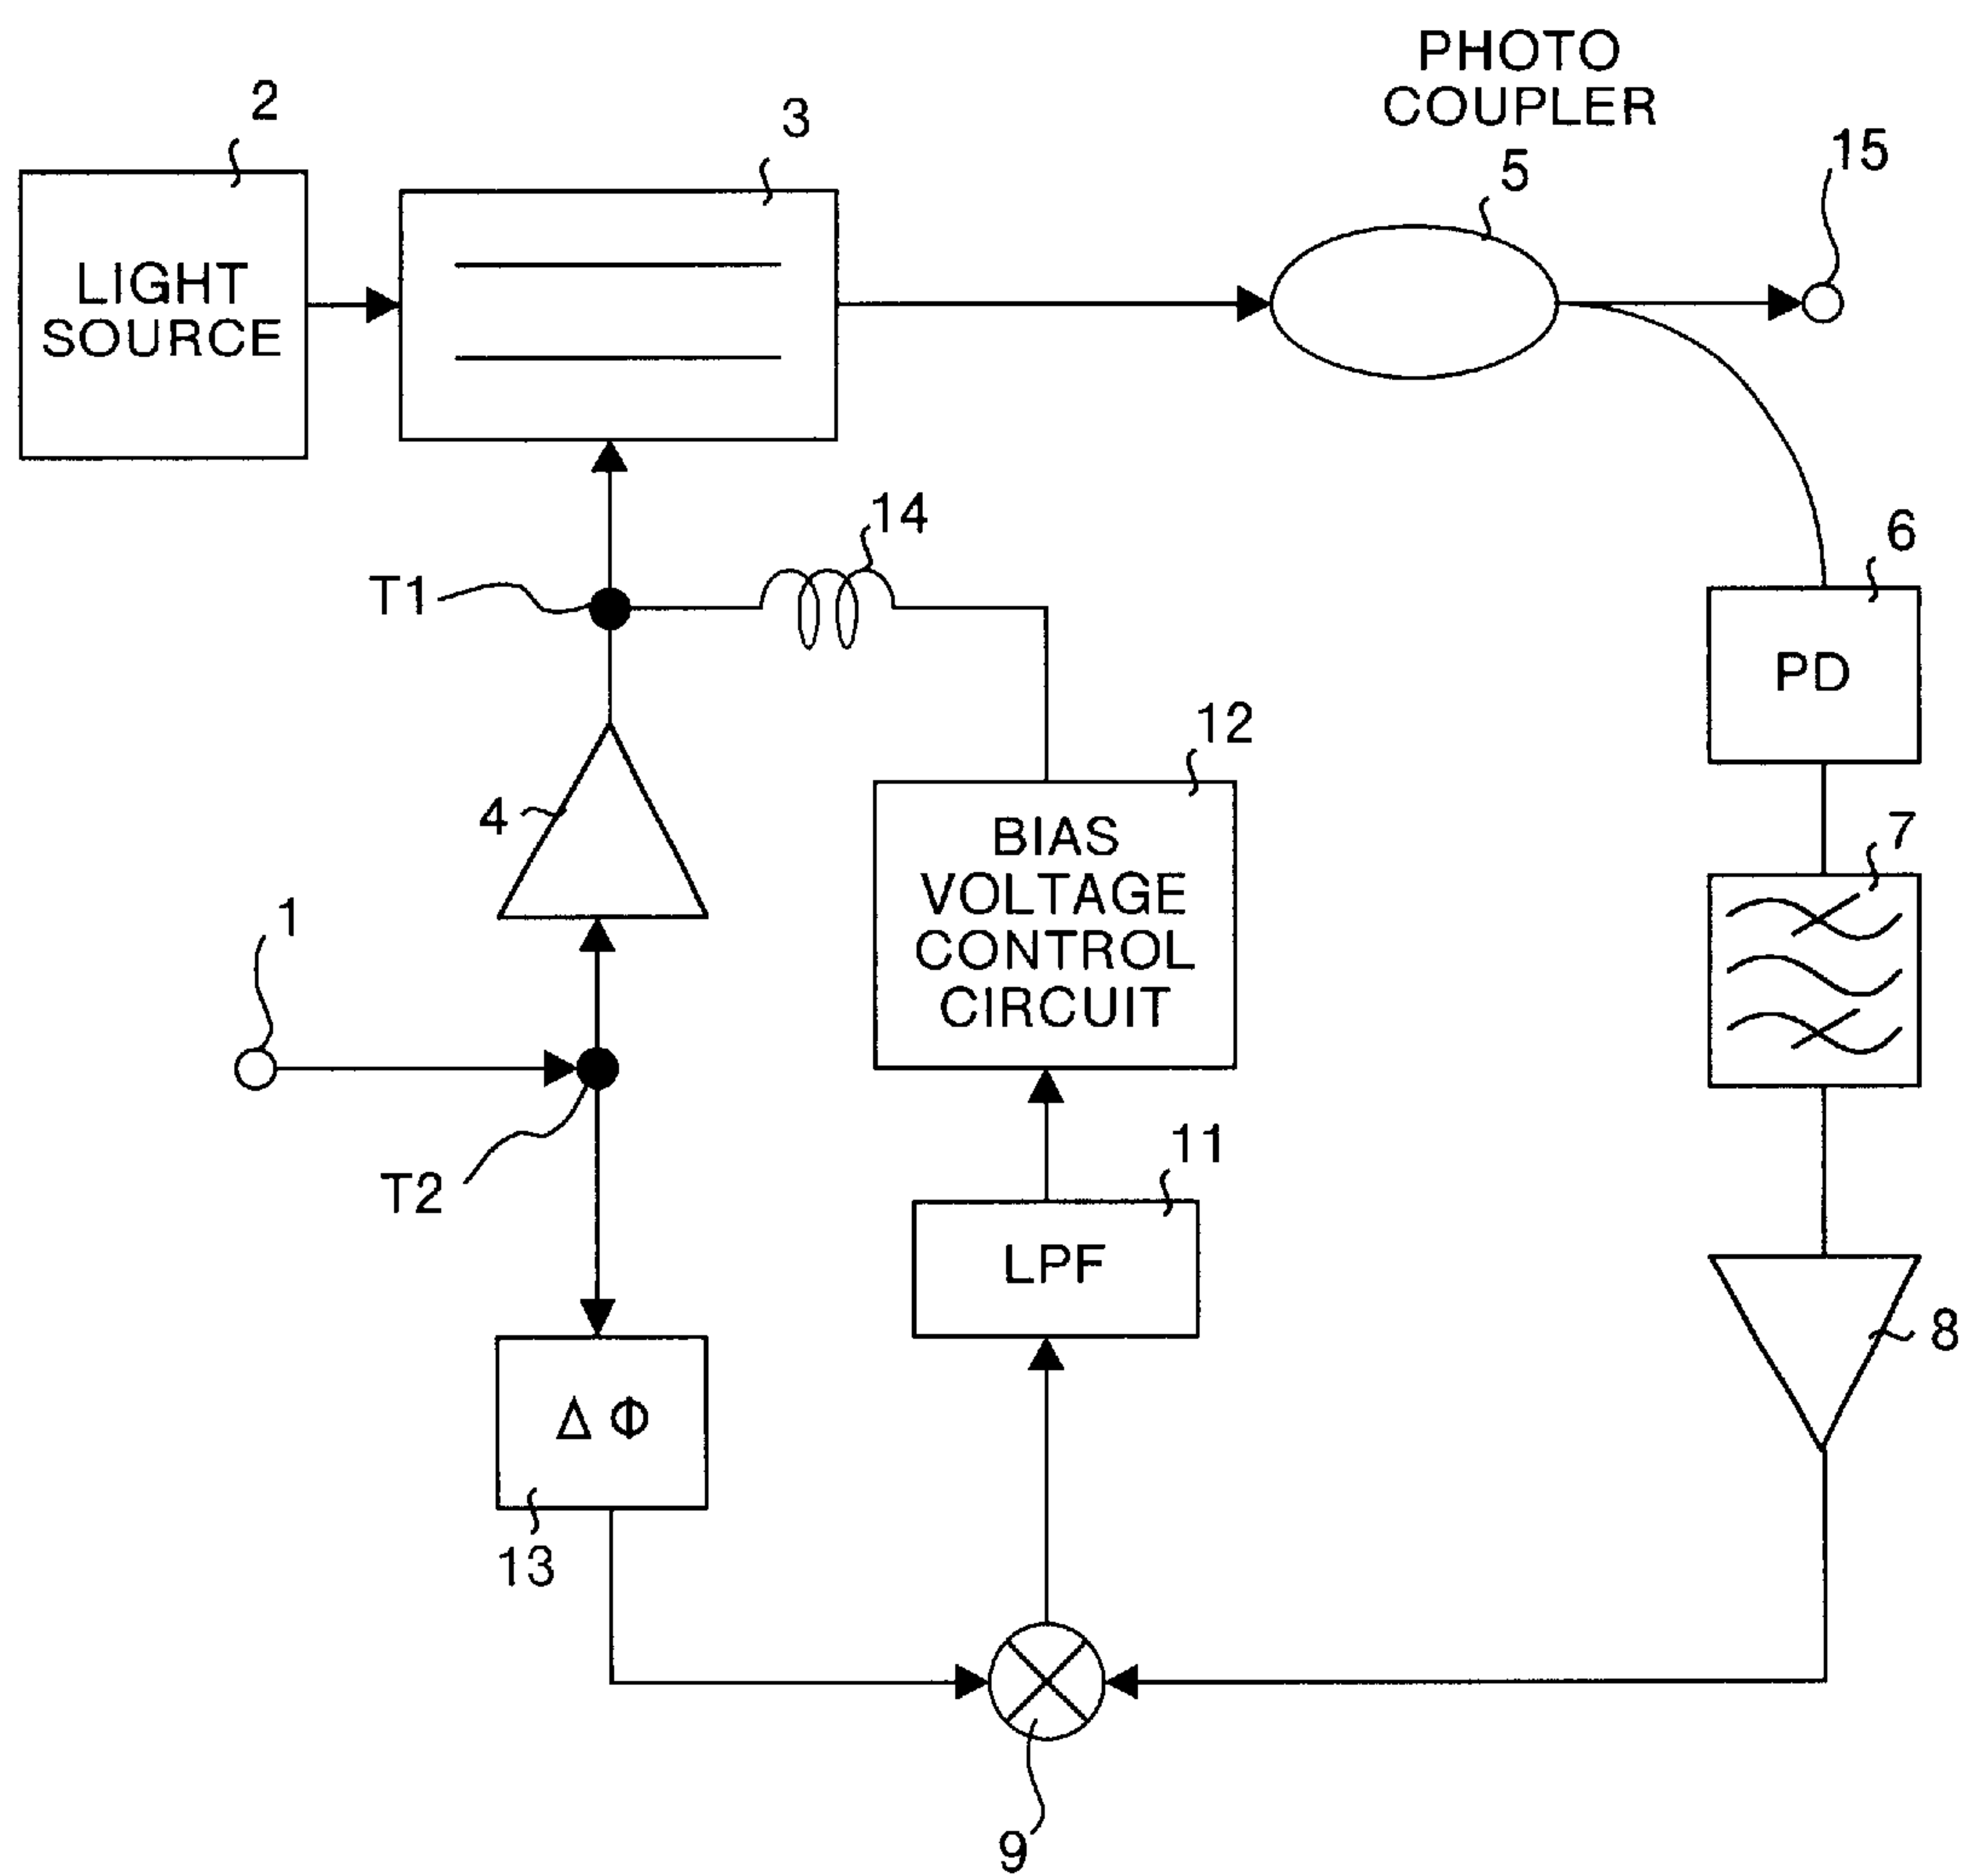 PHOTO
COUPLER
2
3
5
15
LIGHT
SOURCE
14
T1
6
PD
12
4
BIAS
VOLTAGE
CONTROL
CIRCUIT
7
1
11
T2
LPF
8
Δ Φ
13
9